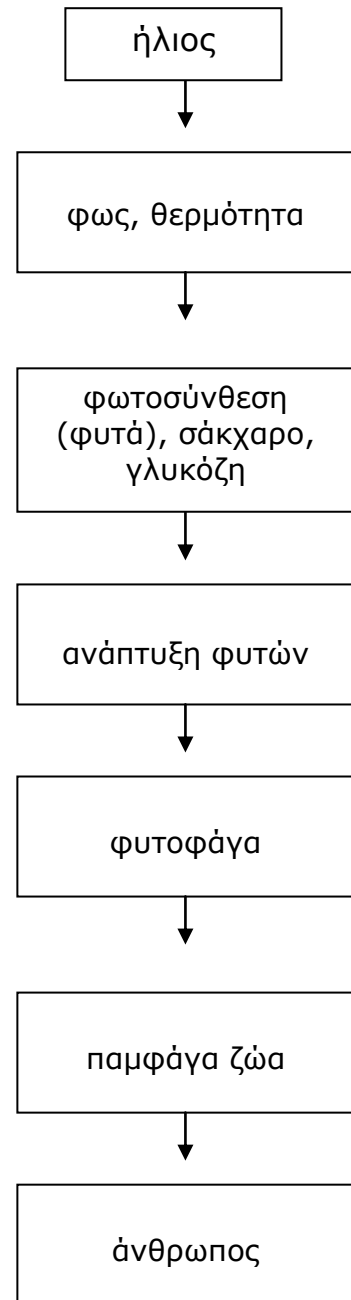 ήλιος
φως, θερμότητα
φωτοσύνθεση
(φυτά), σάκχαρο,
γλυκόζη
ανάπτυξη φυτών
φυτοφάγα
παμφάγα ζώα
άνθρωπος